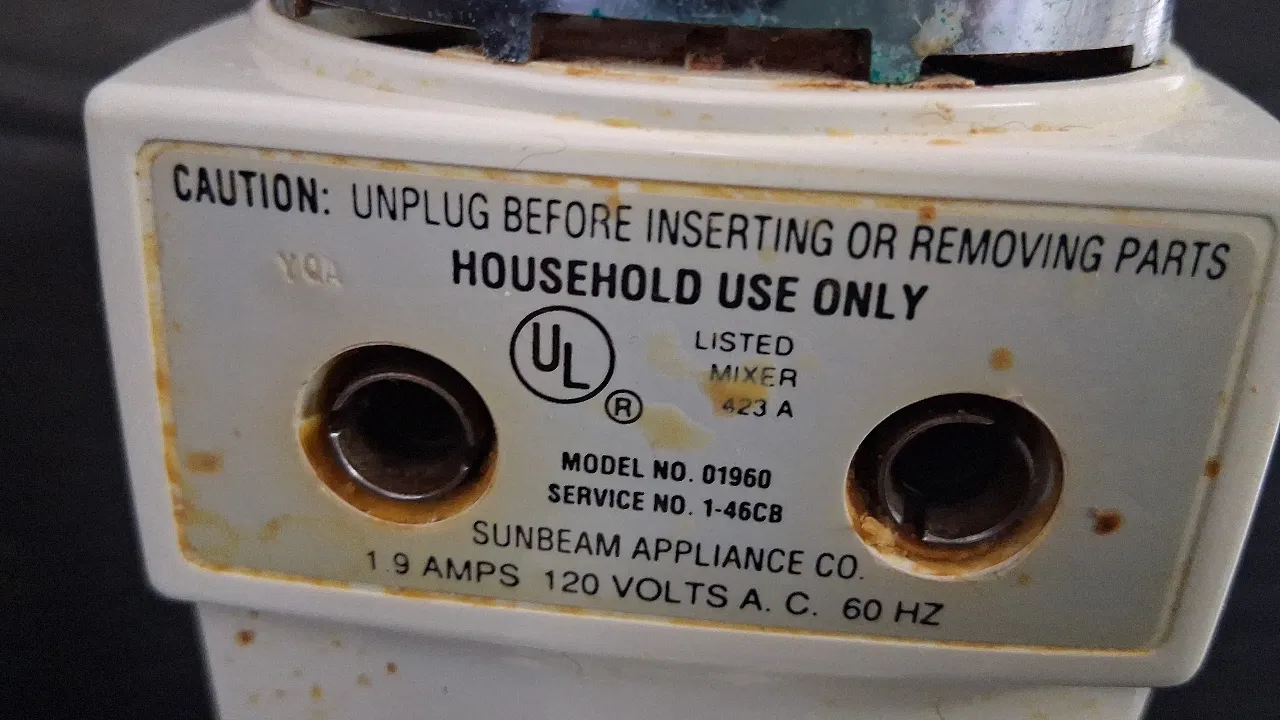 CAUTION: UNPLUG BEFORE INSERTING OR REMOVING PARTS
YQA
HOUSEHOLD USE ONLY
UL ®
LISTED
MIXER
423 A
MODEL NO. 01960
SERVICE NO. 1-46CB
SUNBEAM APPLIANCE CO.
1.9 AMPS 120 VOLTS A. C. 60 HZ